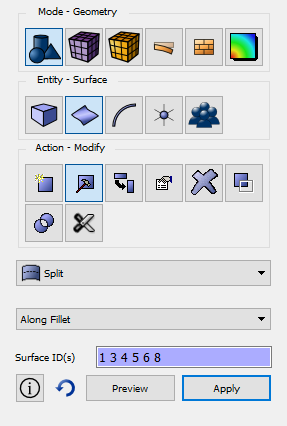 Mode - Geometry
Entity - Surface
Action - Modify
Split
Along Fillet
Surface ID(s) 1 3 4 5 6 8
Preview Apply